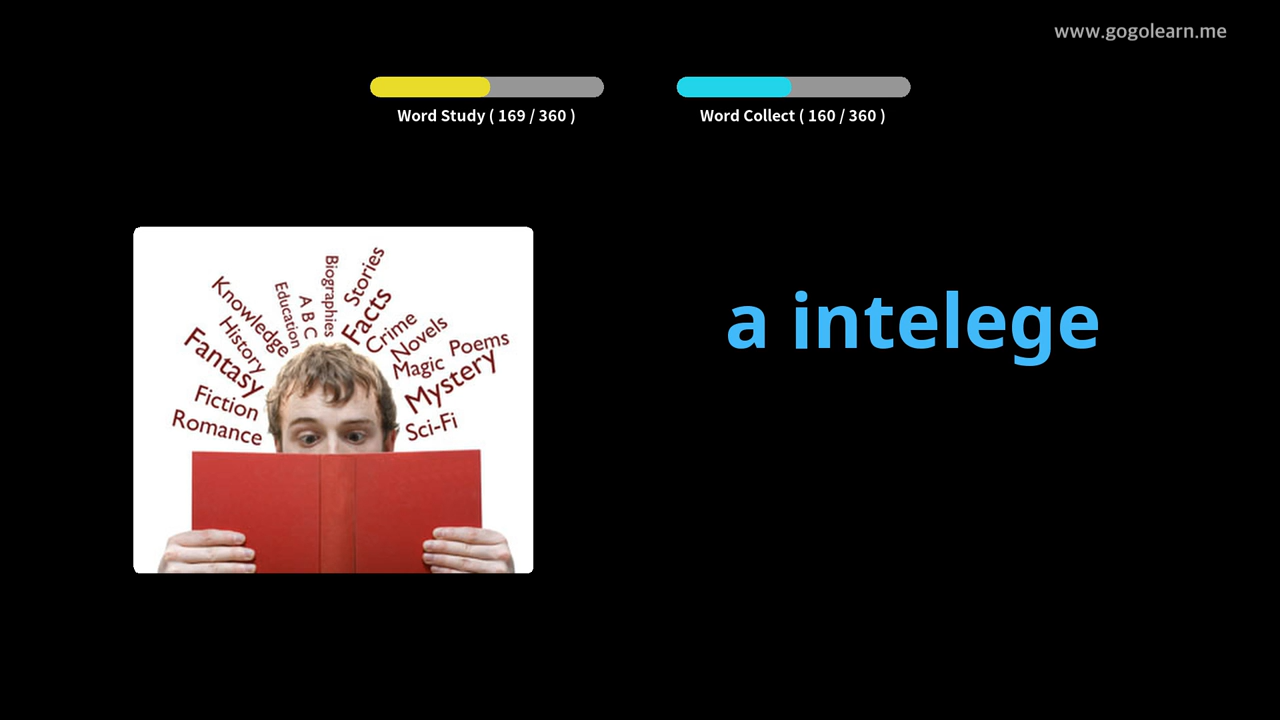 www.gogolearn.me
Word Study ( 169 / 360 )
Word Collect ( 160 / 360 )
a intelege
Knowledge
History
Fantasy
Fiction
Romance
Education
A B C
Biographies
Stories
Facts
Crime
Novels
Magic
Poems
Mystery
Sci-Fi